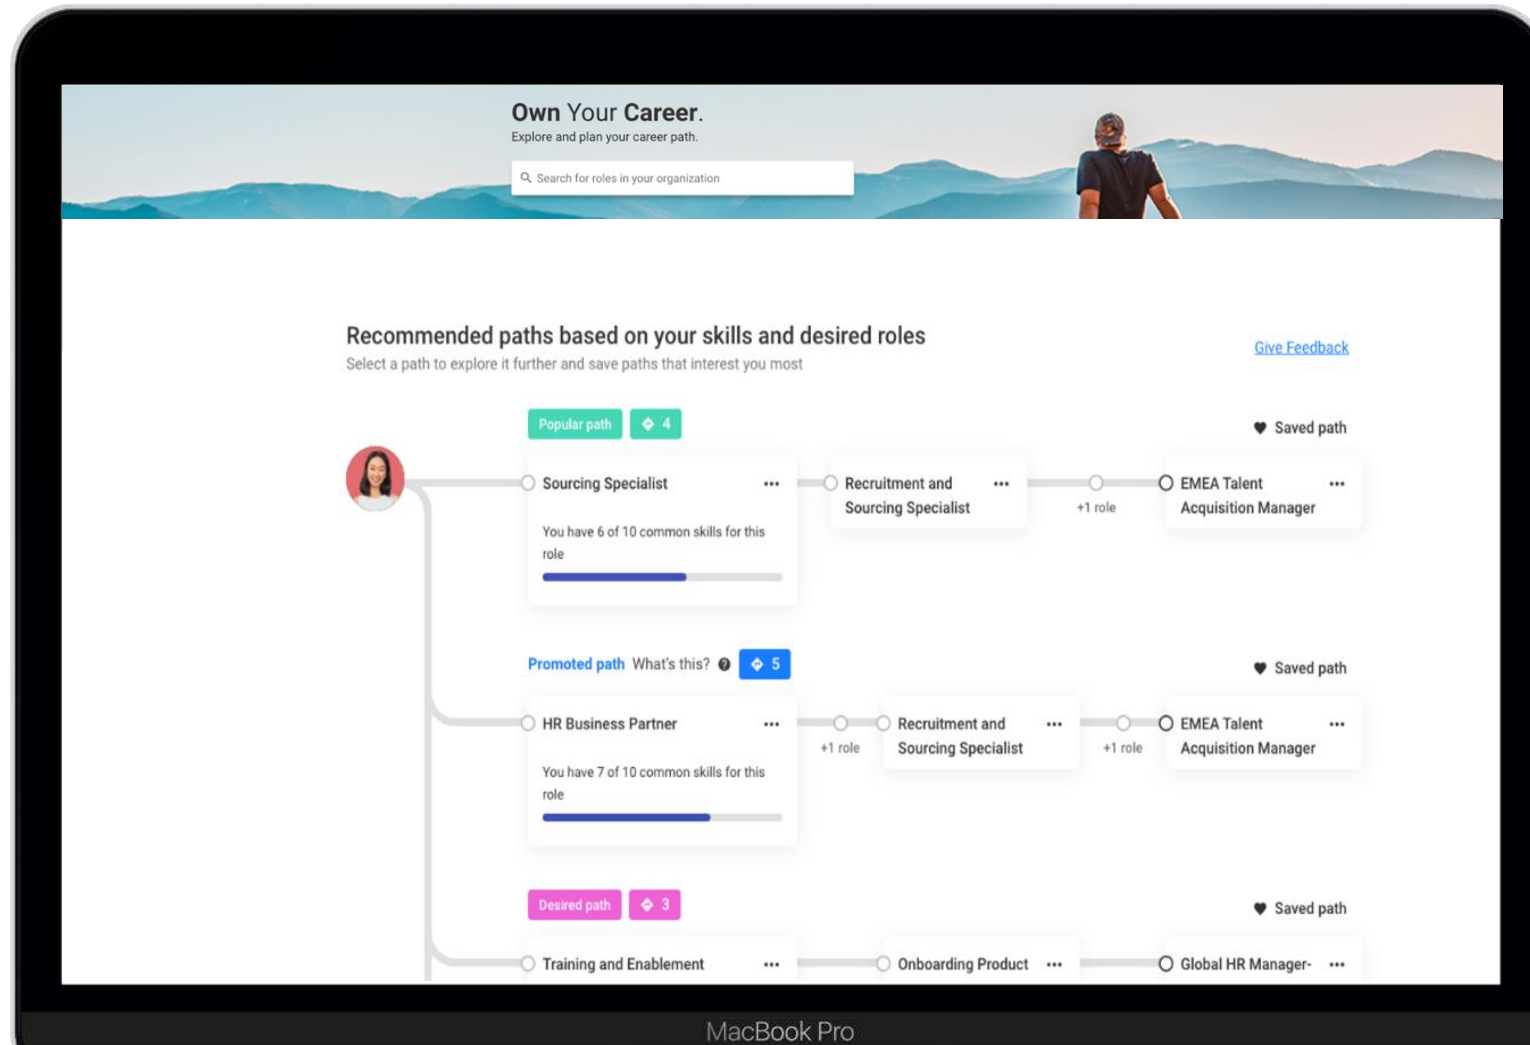 Own Your Career.
Explore and plan your career path.
Search for roles in your organization
Recommended paths based on your skills and desired roles
Select a path to explore it further and save paths that interest you most
Give Feedback
Popular path 4
Saved path
Sourcing Specialist
You have 6 of 10 common skills for this
role
Recruitment and
Sourcing Specialist
+1 role
EMEA Talent
Acquisition Manager
Promoted path What's this? 5
Saved path
HR Business Partner
You have 7 of 10 common skills for this
role
+1 role
Recruitment and
Sourcing Specialist
+1 role
EMEA Talent
Acquisition Manager
Desired path 3
Saved path
Training and Enablement
Onboarding Product
Global HR Manager-
MacBook Pro